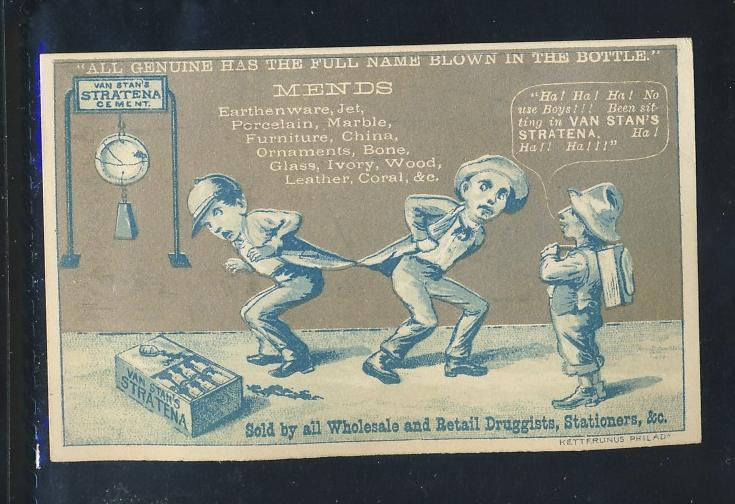 "ALL GENUINE HAS THE FULL NAME BLOWN IN THE BOTTLE."
VAN STAN'S
STRATENA
CEMENT.
MENDS
Earthenware, Jet,
Porcelain, Marble,
Furniture, China,
Ornaments, Bone,
Glass, Ivory, Wood,
Leather, Coral, &c.
"Ha! Ha! Ha! No
use Boys!!! Been sit-
ting in VAN STAN'S
STRATENA. Ha!
Ha!! Ha!!!"
VAN STAN'S
STRATENA
Sold by all Wholesale and Retail Druggists, Stationers, &c.
KETTERLINUS PHILADA